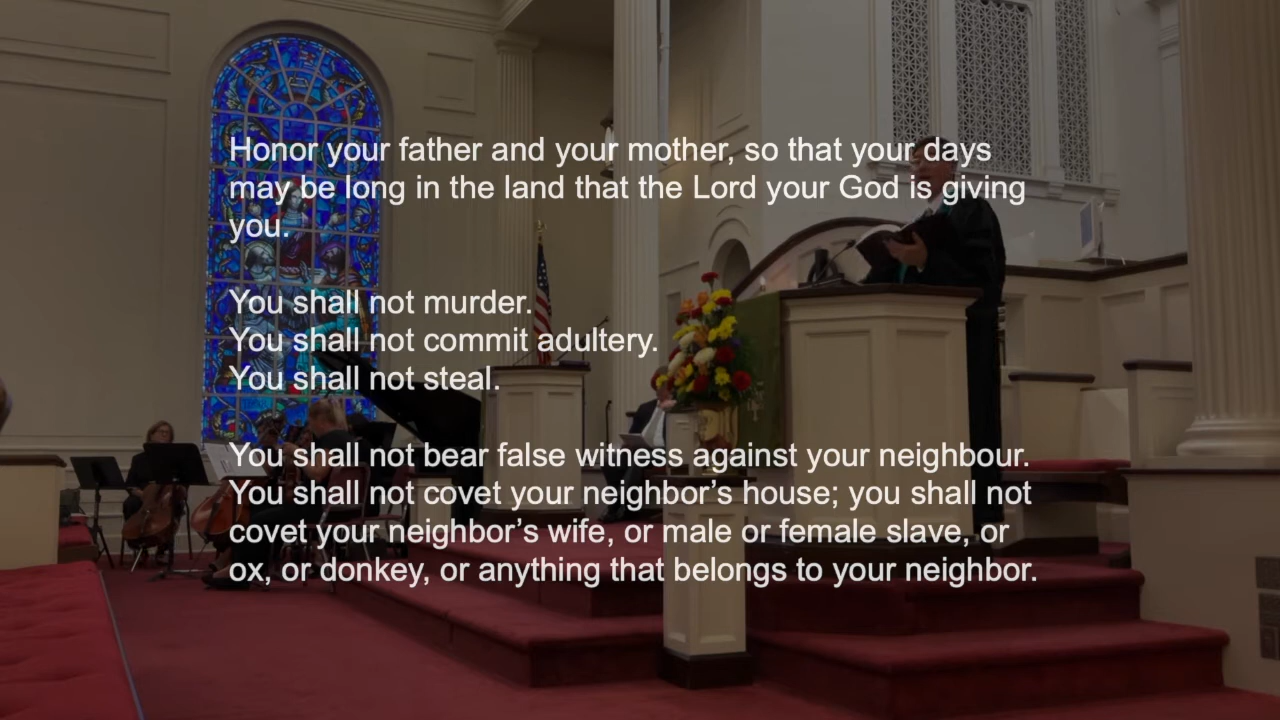 Honor your father and your mother, so that your days
may be long in the land that the Lord your God is giving
you.
You shall not murder.
You shall not commit adultery.
You shall not steal.
You shall not bear false witness against your neighbour.
You shall not covet your neighbor’s house; you shall not
covet your neighbor’s wife, or male or female slave, or
ox, or donkey, or anything that belongs to your neighbor.